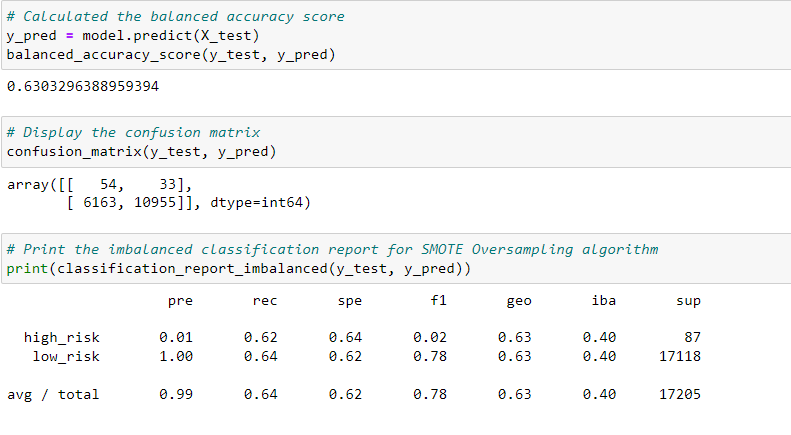 # Calculated the balanced accuracy score
y_pred = model.predict(X_test)
balanced_accuracy_score(y_test, y_pred)
0.6303296388959394
# Display the confusion matrix
confusion_matrix(y_test, y_pred)
array([[   54,    33],
       [ 6163, 10955]], dtype=int64)
# Print the imbalanced classification report for SMOTE Oversampling algorithm
print(classification_report_imbalanced(y_test, y_pred))
pre rec spe f1 geo iba sup
high_risk 0.01 0.62 0.64 0.02 0.63 0.40 87
low_risk 1.00 0.64 0.62 0.78 0.63 0.40 17118
avg / total 0.99 0.64 0.62 0.78 0.63 0.40 17205